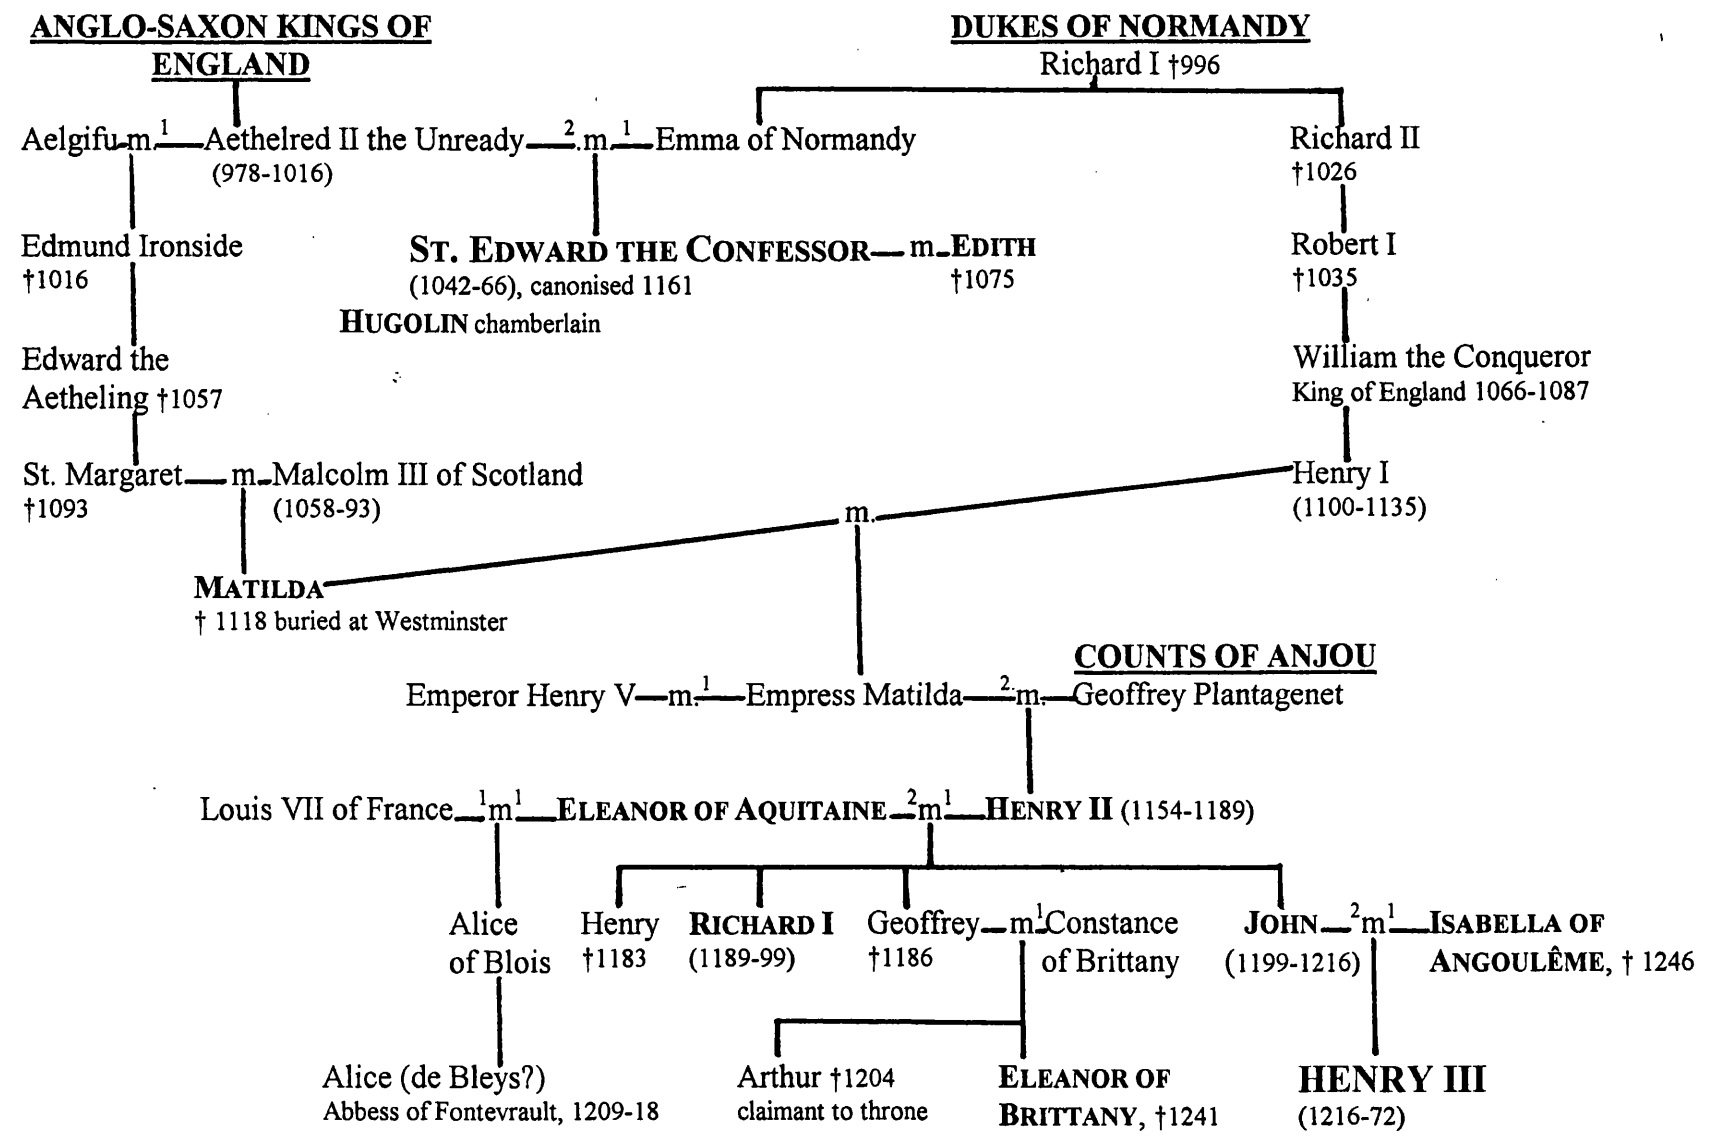 ANGLO-SAXON KINGS OF
ENGLAND
DUKES OF NORMANDY
Richard I †996
Aelgifu m.1 Aethelred II the Unready 2.m.1 Emma of Normandy
(978-1016)
Richard II
†1026
Edmund Ironside
†1016
ST. EDWARD THE CONFESSOR m. EDITH
(1042-66), canonised 1161
†1075
HUGOLIN chamberlain
Robert I
†1035
Edward the
Aetheling †1057
William the Conqueror
King of England 1066-1087
St. Margaret m. Malcolm III of Scotland
†1093
(1058-93)
Henry I
(1100-1135)
m.
MATILDA
† 1118 buried at Westminster
COUNTS OF ANJOU
Emperor Henry V m.1 Empress Matilda 2.m. Geoffrey Plantagenet
Louis VII of France 1m1 ELEANOR OF AQUITAINE 2m1 HENRY II (1154-1189)
Alice
of Blois
Henry
†1183
RICHARD I
(1189-99)
Geoffrey m1 Constance
†1186
of Brittany
JOHN 2m1 ISABELLA OF
(1199-1216)
ANGOULÊME, † 1246
Alice (de Bleys?)
Abbess of Fontevrault, 1209-18
Arthur †1204
claimant to throne
ELEANOR OF
BRITTANY, †1241
HENRY III
(1216-72)